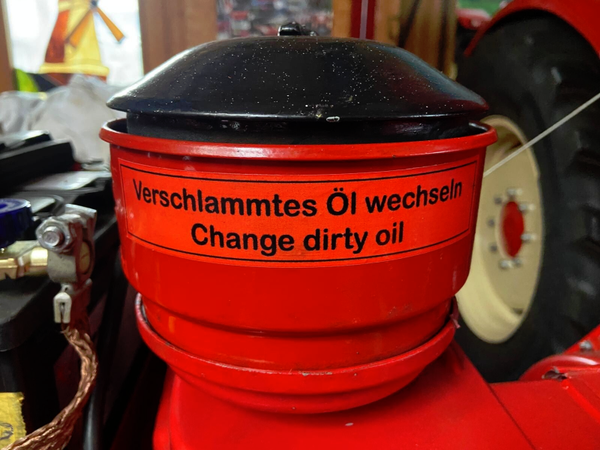 Verschlammtes Öl wechseln
Change dirty oil